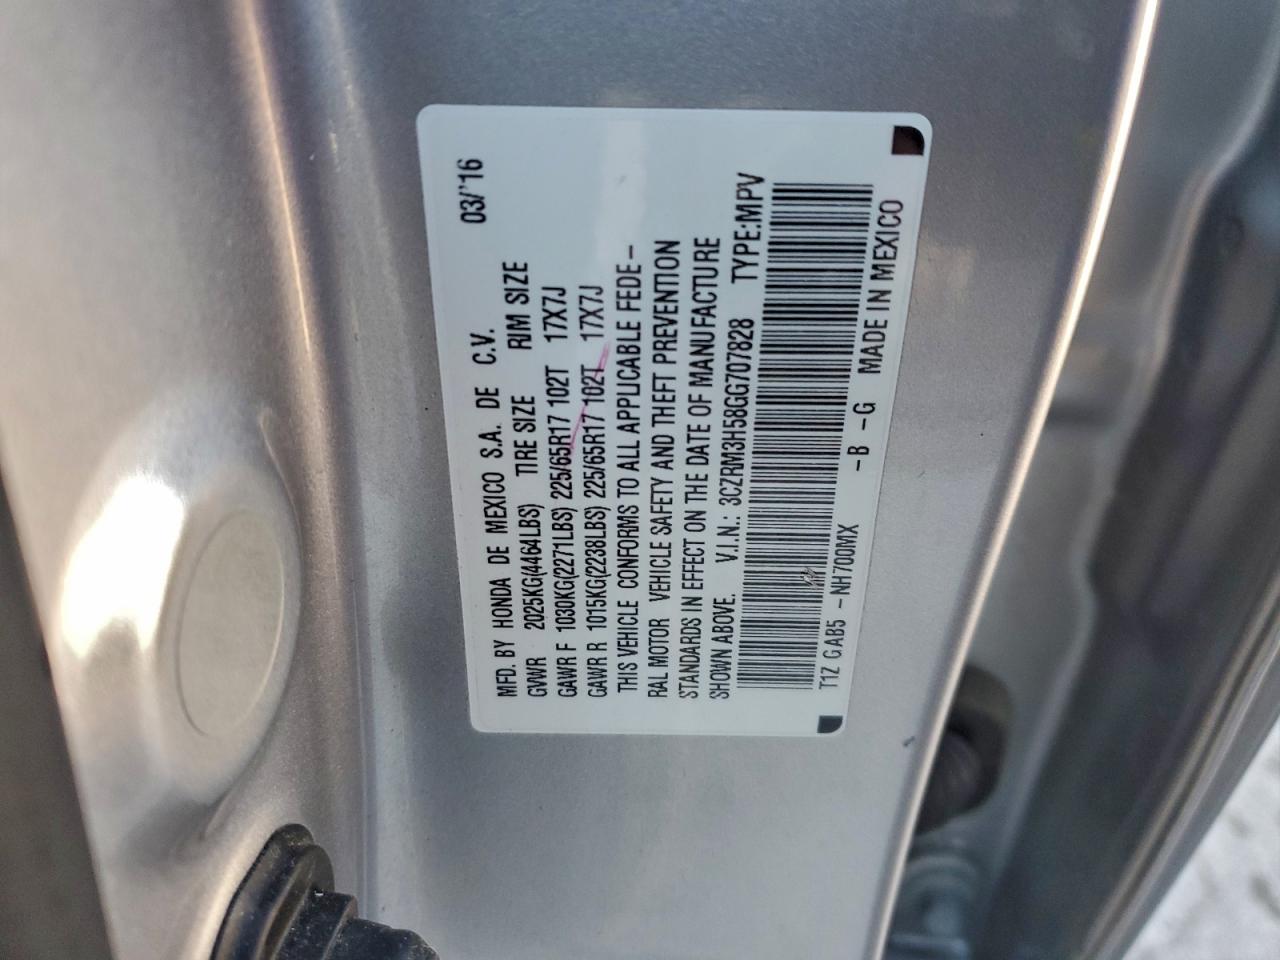 MFD. BY HONDA DE MEXICO S.A. DE C.V. 03/'16
GVWR 2025KG(4464LBS) TIRE SIZE RIM SIZE
GAWR F 1030KG(2271LBS) 225/65R17 102T 17X7J
GAWR R 1015KG(2238LBS) 225/65R17 102T 17X7J
THIS VEHICLE CONFORMS TO ALL APPLICABLE FEDE-
RAL MOTOR VEHICLE SAFETY AND THEFT PREVENTION
STANDARDS IN EFFECT ON THE DATE OF MANUFACTURE
SHOWN ABOVE. V.I.N.: 3CZRM3H58GG707828 TYPE:MPV
T1Z GAB5 -NH700MX -B -G MADE IN MEXICO